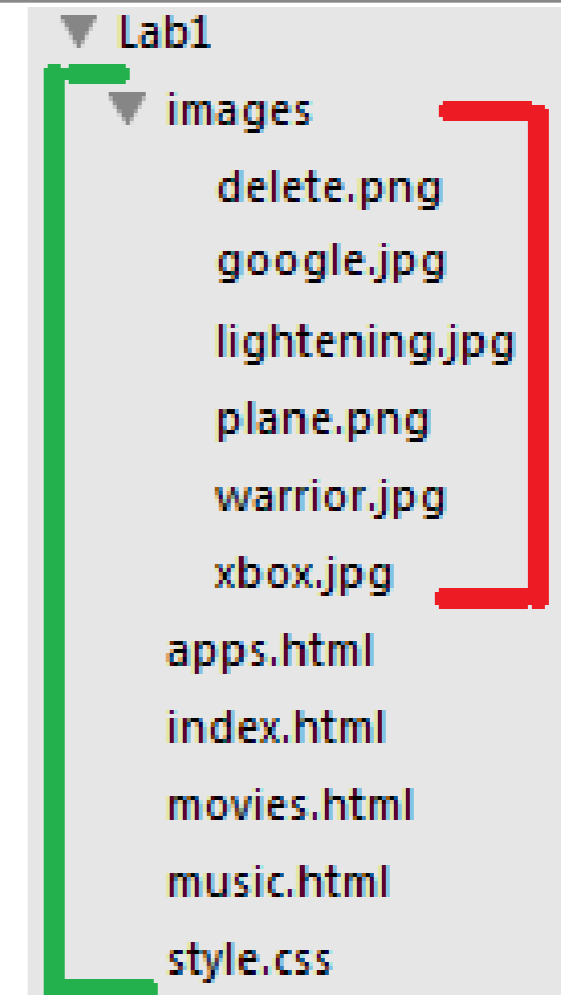 Lab1
images
delete.png
google.jpg
lightening.jpg
plane.png
warrior.jpg
xbox.jpg
apps.html
index.html
movies.html
music.html
style.css